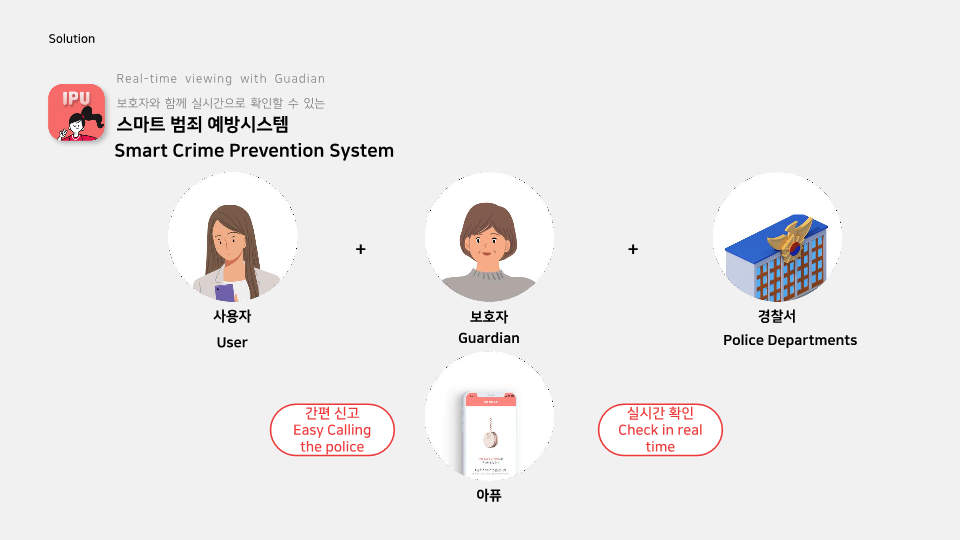 Solution
Real-time viewing with Guadian
IPU
보호자와 함께 실시간으로 확인할 수 있는
스마트 범죄 예방시스템
Smart Crime Prevention System
+
+
사용자
User
보호자
Guardian
경찰서
Police Departments
간편 신고
Easy Calling
the police
실시간 확인
Check in real
time
아퓨